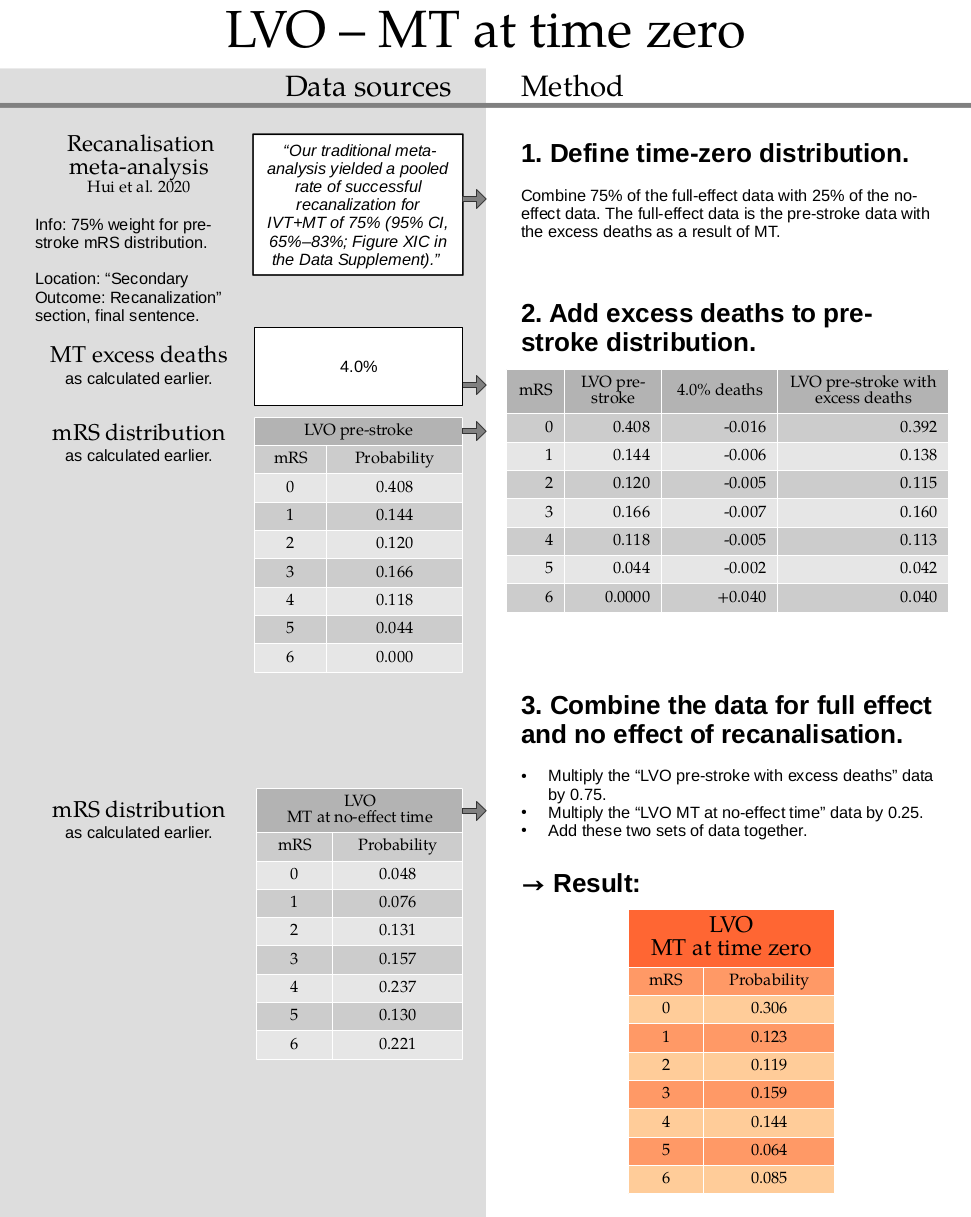 LVO – MT at time zero
Data sources
Method
Recanalisation
meta-analysis
Hui et al. 2020
Info: 75% weight for pre-
stroke mRS distribution.
Location: “Secondary
Outcome: Recanalization”
section, final sentence.
“Our traditional meta-
analysis yielded a pooled
rate of successful
recanalization for
IVT+MT of 75% (95% CI,
65%–83%; Figure XIC in
the Data Supplement).”
MT excess deaths
as calculated earlier.
4.0%
mRS distribution
as calculated earlier.
LVO pre-stroke
mRS Probability
0 0.408
1 0.144
2 0.120
3 0.166
4 0.118
5 0.044
6 0.000
mRS distribution
as calculated earlier.
LVO
MT at no-effect time
mRS Probability
0 0.048
1 0.076
2 0.131
3 0.157
4 0.237
5 0.130
6 0.221
1. Define time-zero distribution.
Combine 75% of the full-effect data with 25% of the no-
effect data. The full-effect data is the pre-stroke data with
the excess deaths as a result of MT.
2. Add excess deaths to pre-
stroke distribution.
mRS LVO pre-stroke 4.0% deaths LVO pre-stroke with excess deaths
0 0.408 -0.016 0.392
1 0.144 -0.006 0.138
2 0.120 -0.005 0.115
3 0.166 -0.007 0.160
4 0.118 -0.005 0.113
5 0.044 -0.002 0.042
6 0.0000 +0.040 0.040
3. Combine the data for full effect
and no effect of recanalisation.
• Multiply the “LVO pre-stroke with excess deaths” data
by 0.75.
• Multiply the “LVO MT at no-effect time” data by 0.25.
• Add these two sets of data together.
→ Result:
LVO
MT at time zero
mRS Probability
0 0.306
1 0.123
2 0.119
3 0.159
4 0.144
5 0.064
6 0.085